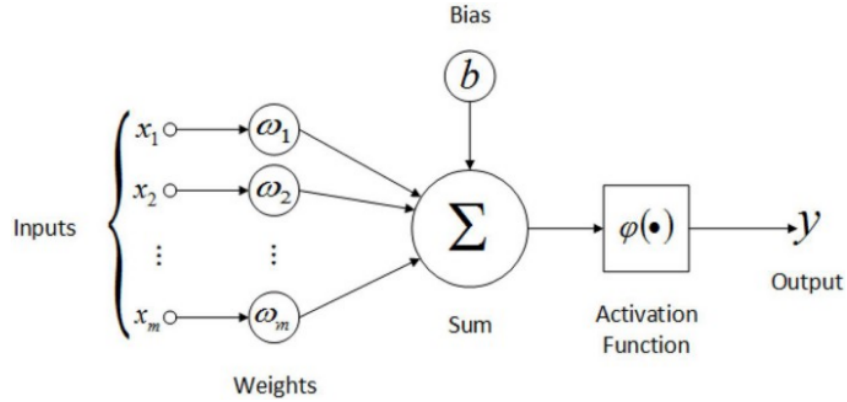 Bias
b
x₁ ω₁
x₂ ω₂
Inputs Σ φ(•) y
⋮ ⋮
Output
xₘ ωₘ Sum Activation
Function
Weights